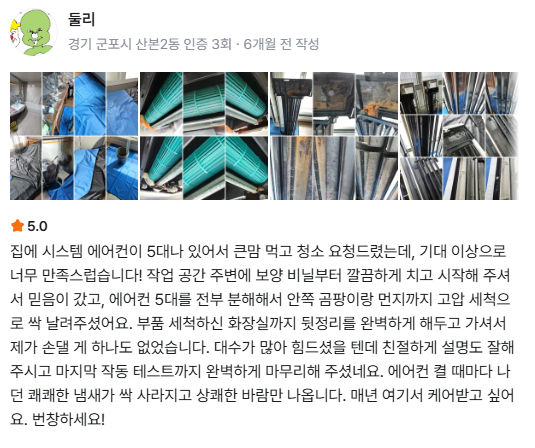 둘리
경기 군포시 산본2동 인증 3회 · 6개월 전 작성
5.0
집에 시스템 에어컨이 5대나 있어서 큰맘 먹고 청소 요청드렸는데, 기대 이상으로
너무 만족스럽습니다! 작업 공간 주변에 보양 비닐부터 깔끔하게 치고 시작해 주셔
서 믿음이 갔고, 에어컨 5대를 전부 분해해서 안쪽 곰팡이랑 먼지까지 고압 세척으
로 싹 날려주셨어요. 부품 세척하신 화장실까지 뒷정리를 완벽하게 해두고 가셔서
제가 손댈 게 하나도 없었습니다. 대수가 많아 힘드셨을 텐데 친절하게 설명도 잘해
주시고 마지막 작동 테스트까지 완벽하게 마무리해 주셨네요. 에어컨 켤 때마다 나
던 쾌쾌한 냄새가 싹 사라지고 상쾌한 바람만 나옵니다. 매년 여기서 케어받고 싶어
요. 번창하세요!